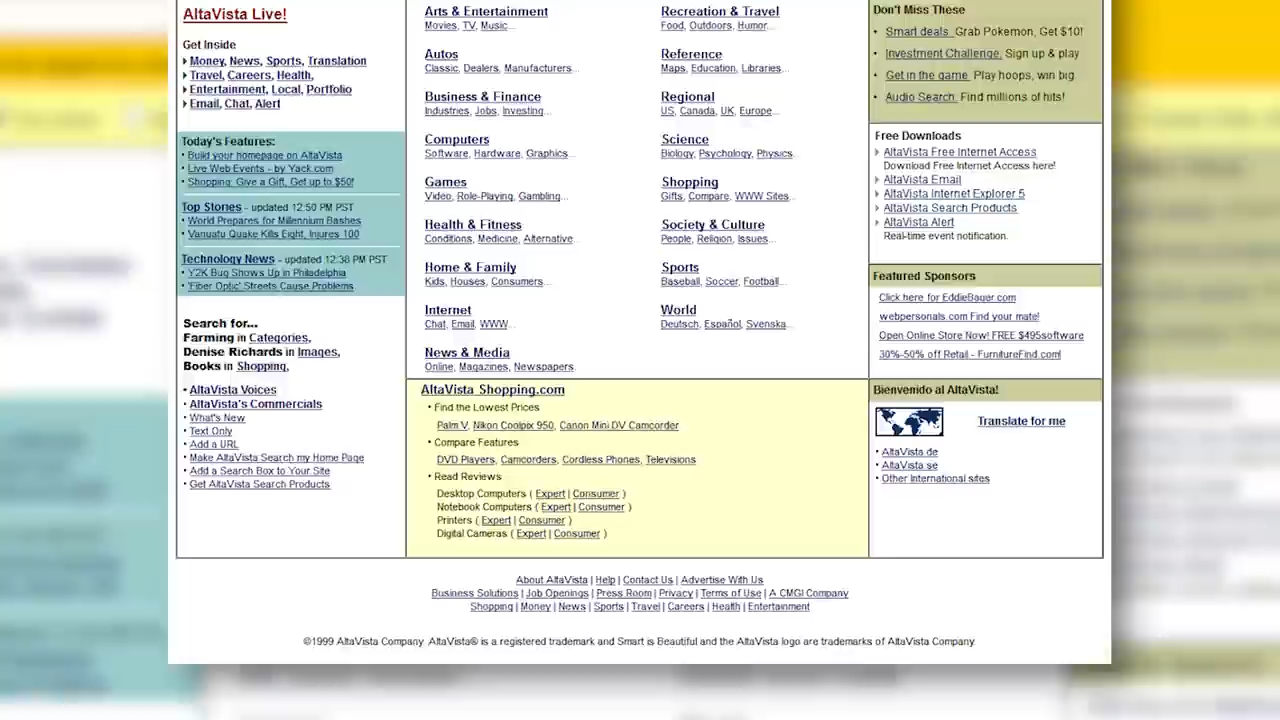 AltaVista Live!
Get Inside
Money, News, Sports, Translation
Travel, Careers, Health,
Entertainment, Local, Portfolio
Email, Chat, Alert
Today's Features:
• Build your homepage on AltaVista
• Live Web Events - by Yack.com
• Shopping: Give a Gift, Get up to $50!
Top Stories - updated 12:50 PM PST
• World Prepares for Millennium Bashes
• Vanuatu Quake Kills Eight, Injures 100
Technology News - updated 12:38 PM PST
• Y2K Bug Shows Up in Philadelphia
• 'Fiber Optic' Streets Cause Problems
Search for...
Farming in Categories,
Denise Richards in Images,
Books in Shopping,
• AltaVista Voices
• AltaVista's Commercials
• What's New
• Text Only
• Add a URL
• Make AltaVista Search my Home Page
• Add a Search Box to Your Site
• Get AltaVista Search Products
Arts & Entertainment
Movies, TV, Music...
Autos
Classic, Dealers, Manufacturers...
Business & Finance
Industries, Jobs, Investing...
Computers
Software, Hardware, Graphics...
Games
Video, Role-Playing, Gambling...
Health & Fitness
Conditions, Medicine, Alternative...
Home & Family
Kids, Houses, Consumers...
Internet
Chat, Email, WWW...
News & Media
Online, Magazines, Newspapers...
Recreation & Travel
Food, Outdoors, Humor...
Reference
Maps, Education, Libraries...
Regional
US, Canada, UK, Europe...
Science
Biology, Psychology, Physics...
Shopping
Gifts, Compare, WWW Sites...
Society & Culture
People, Religion, Issues...
Sports
Baseball, Soccer, Football...
World
Deutsch, Español, Svenska...
AltaVista Shopping.com
• Find the Lowest Prices
Palm V, Nikon Coolpix 950, Canon Mini DV Camcorder
• Compare Features
DVD Players, Camcorders, Cordless Phones, Televisions
• Read Reviews
Desktop Computers ( Expert | Consumer )
Notebook Computers ( Expert | Consumer )
Printers ( Expert | Consumer )
Digital Cameras ( Expert | Consumer )
Don't Miss These
• Smart deals Grab Pokemon, Get $10!
• Investment Challenge, Sign up & play
• Get in the game. Play hoops, win big
• Audio Search: Find millions of hits!
Free Downloads
AltaVista Free Internet Access
Download Free Internet Access here!
AltaVista Email
AltaVista Internet Explorer 5
AltaVista Search Products
AltaVista Alert
Real-time event notification.
Featured Sponsors
Click here for EddieBauer.com
webpersonals.com Find your mate!
Open Online Store Now! FREE $495software
30%-50% off Retail - FurnitureFind.com!
Bienvenido al AltaVista!
Translate for me
• AltaVista de
• AltaVista se
• Other International sites
About AltaVista | Help | Contact Us | Advertise With Us
Business Solutions | Job Openings | Press Room | Privacy | Terms of Use | A CMGI Company
Shopping | Money | News | Sports | Travel | Careers | Health | Entertainment
©1999 AltaVista Company. AltaVista® is a registered trademark and Smart is Beautiful and the AltaVista logo are trademarks of AltaVista Company.